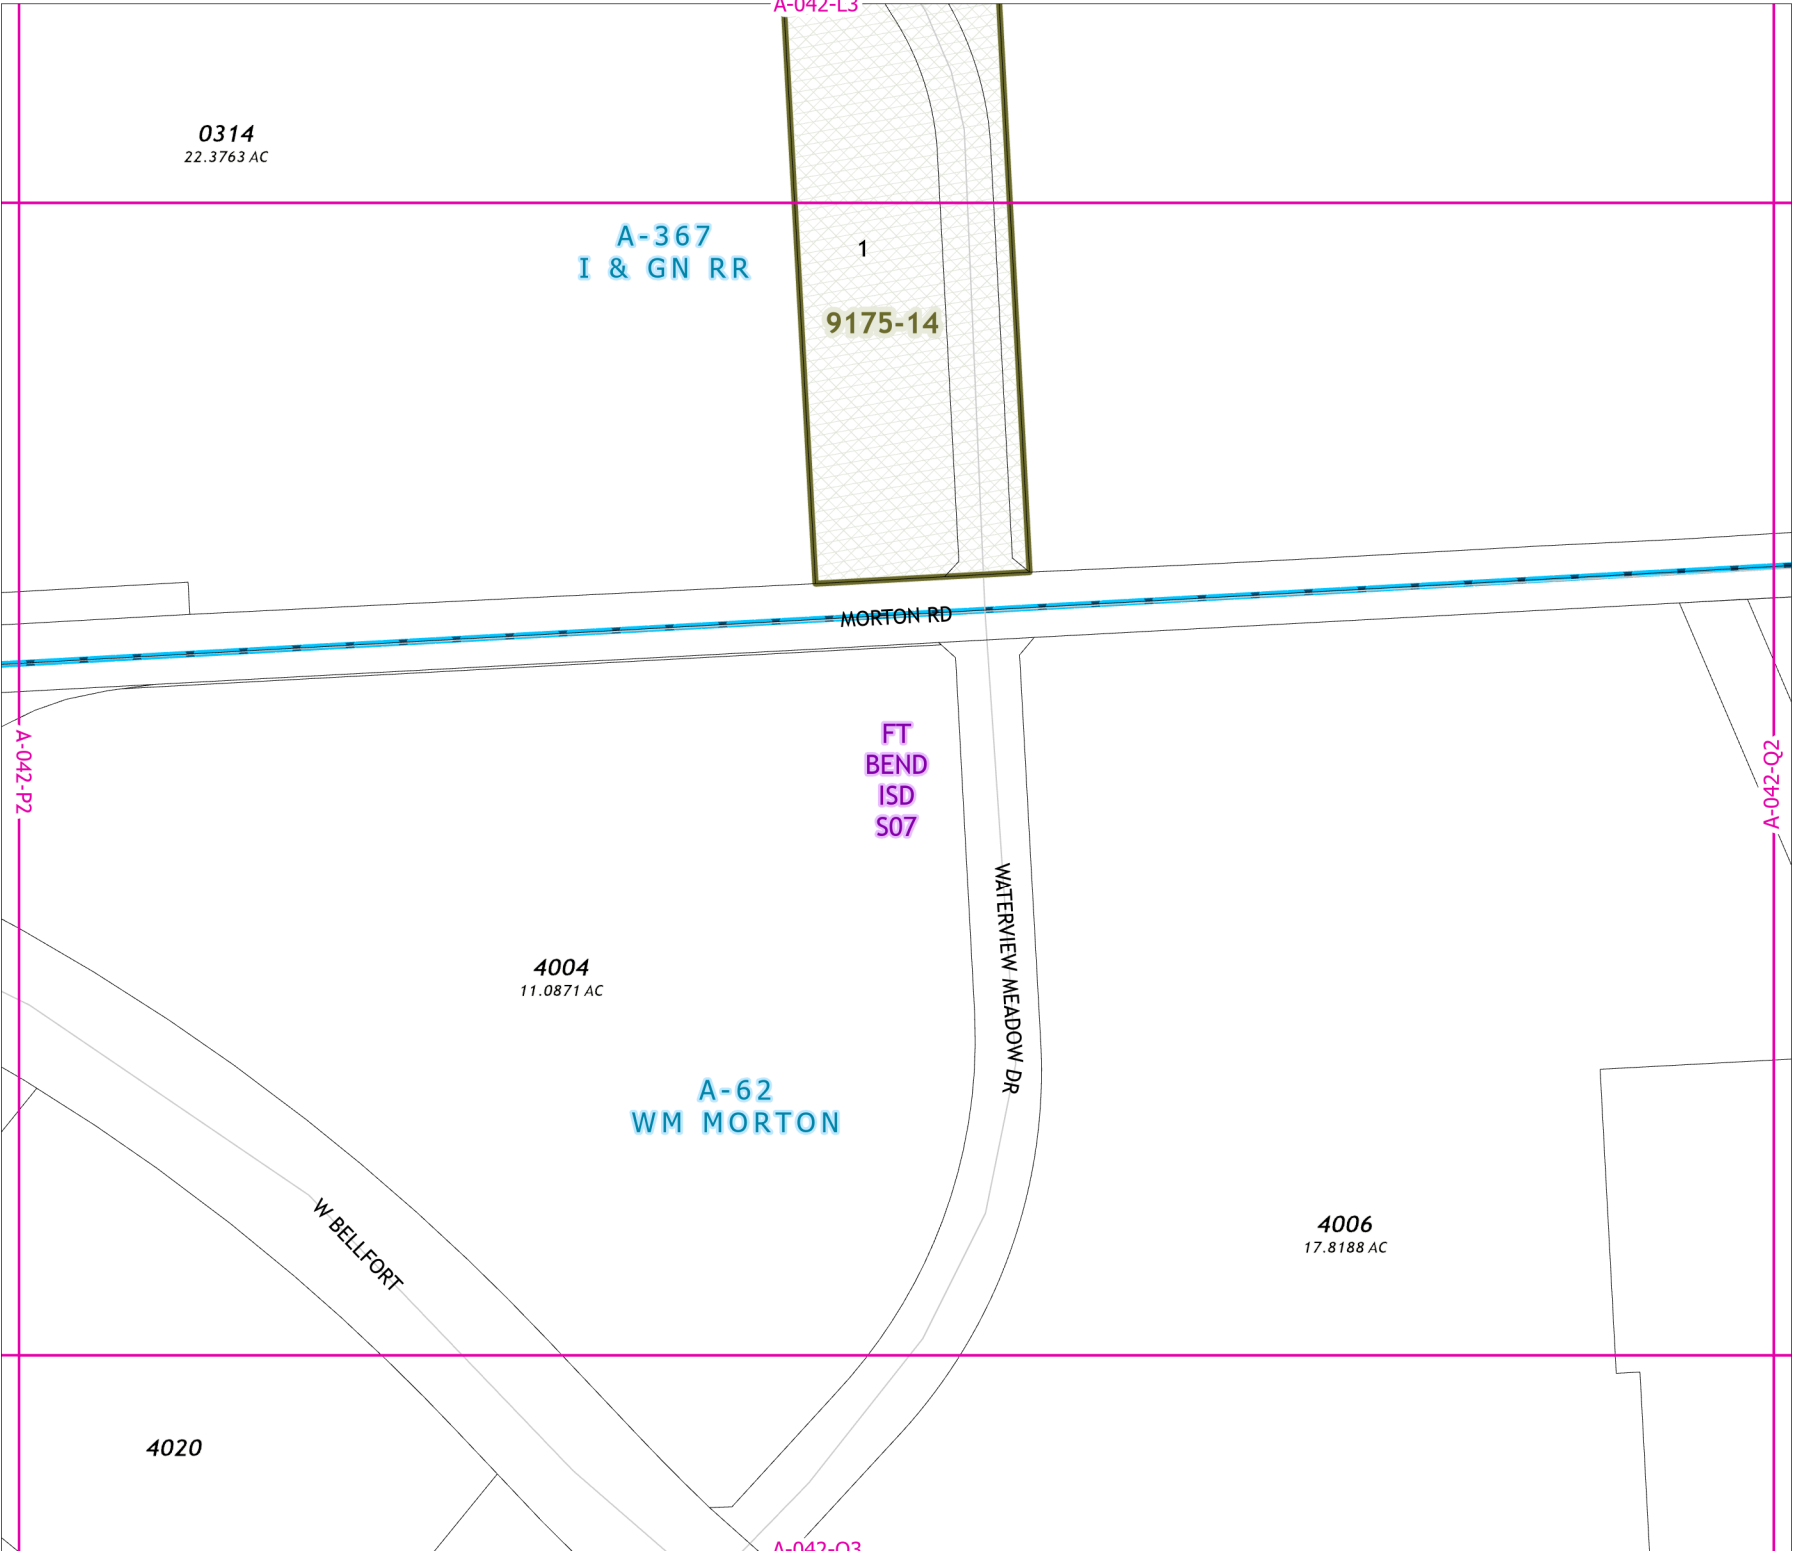 A-042-L3
0314
22.3763 AC
A-367
I & GN RR
1
9175-14
MORTON RD
FT
BEND
ISD
S07
A-042-P2
A-042-Q2
WATERVIEW MEADOW DR
4004
11.0871 AC
A-62
WM MORTON
W BELLFORT
4006
17.8188 AC
4020
A-042-Q3